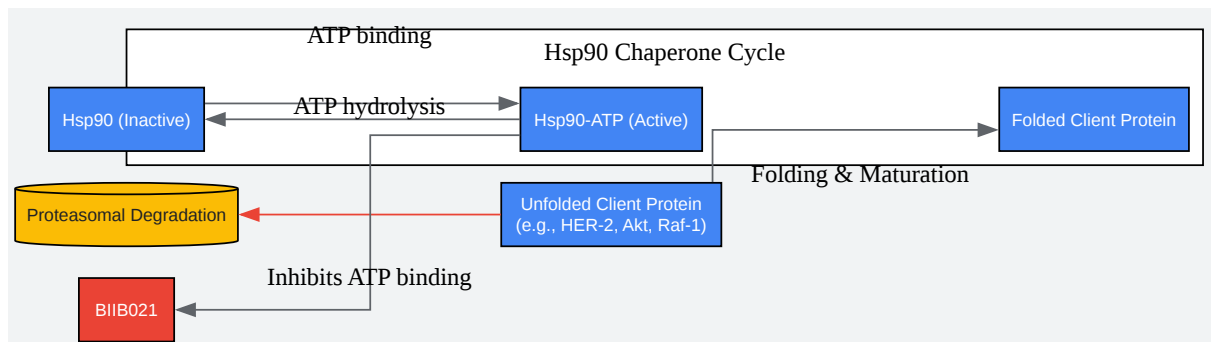 ATP binding
Hsp90 Chaperone Cycle
Hsp90 (Inactive)
ATP hydrolysis
Hsp90-ATP (Active)
Folded Client Protein
Folding & Maturation
Proteasomal Degradation
Unfolded Client Protein
(e.g., HER-2, Akt, Raf-1)
Inhibits ATP binding
BIIB021